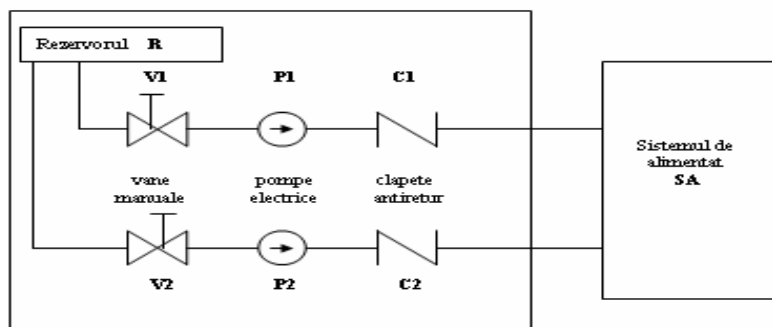 Rezervorul R
V1 P1 C1
Sistemul de
alimentat
SA
vane
manuale
pompe
electrice
clapete
antiretur
V2 P2 C2